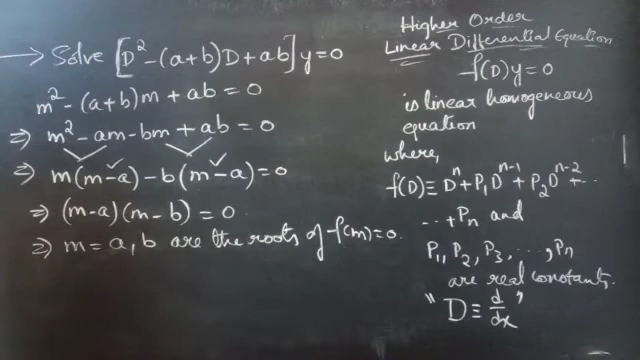 → Solve [D² - (a+b)D + ab]y = 0
m² - (a+b)m + ab = 0
⇒ m² - am - bm + ab = 0
⇒ m(m-a) - b(m-a) = 0
⇒ (m-a)(m-b) = 0
⇒ m = a, b are the roots of f(m) = 0.
Higher Order
Linear Differential Equation
f(D)y = 0
is linear homogeneous
equation
where,
f(D) ≡ Dⁿ + P₁Dⁿ⁻¹ + P₂Dⁿ⁻² + ..
... + Pₙ and
P₁, P₂, P₃, ..., Pₙ
are real constants.
"D ≡ d/dx"